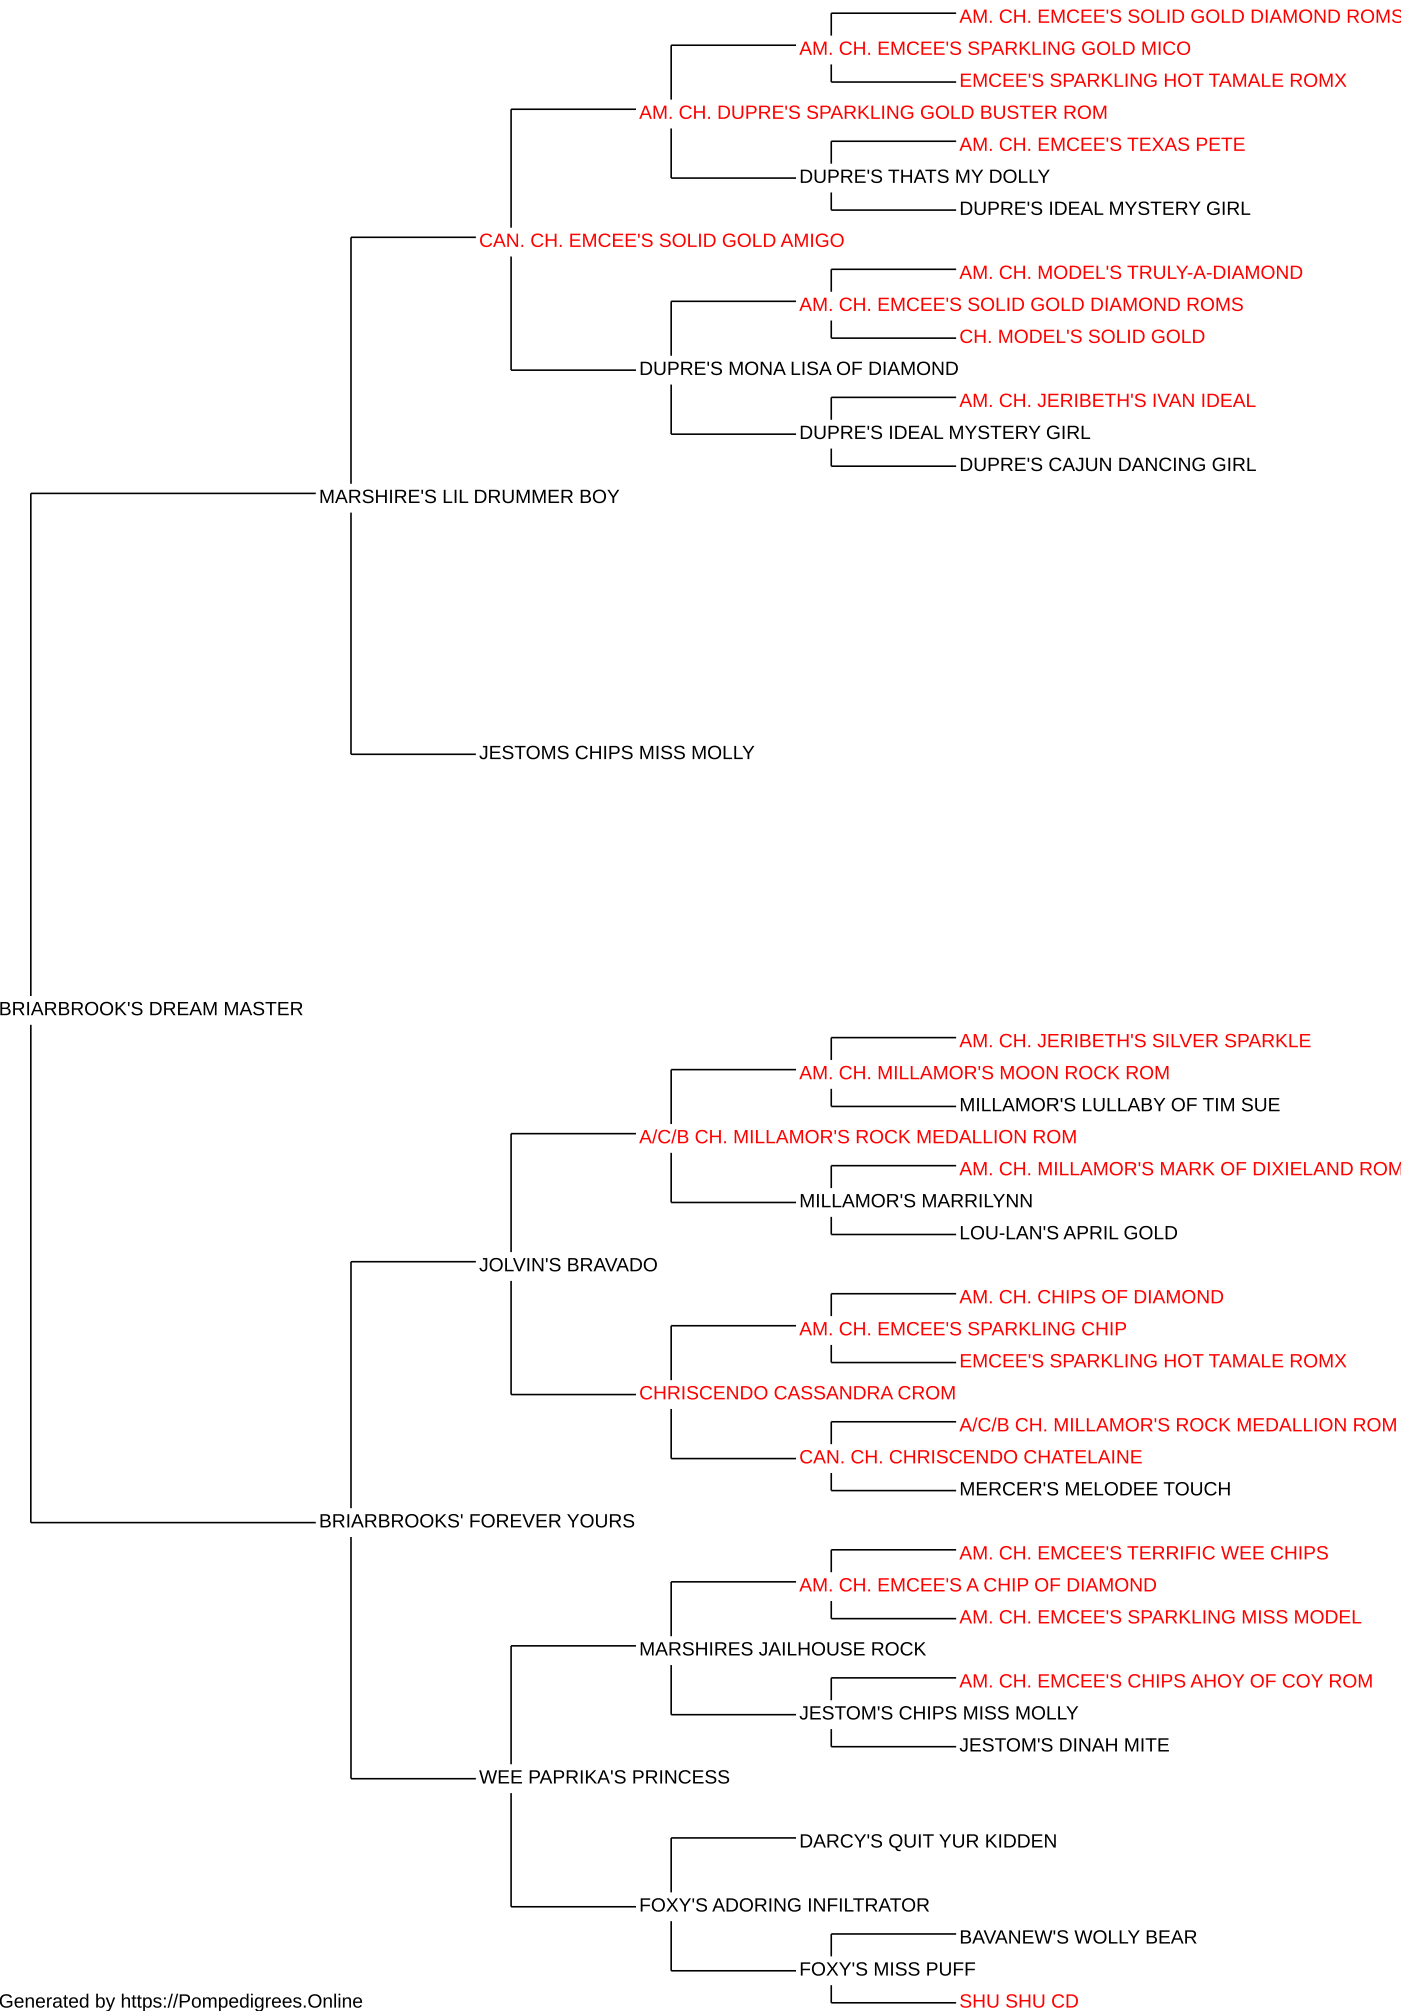 AM. CH. EMCEE'S SOLID GOLD DIAMOND ROMS
AM. CH. EMCEE'S SPARKLING GOLD MICO
EMCEE'S SPARKLING HOT TAMALE ROMX
AM. CH. DUPRE'S SPARKLING GOLD BUSTER ROM
AM. CH. EMCEE'S TEXAS PETE
DUPRE'S THATS MY DOLLY
DUPRE'S IDEAL MYSTERY GIRL
CAN. CH. EMCEE'S SOLID GOLD AMIGO
AM. CH. MODEL'S TRULY-A-DIAMOND
AM. CH. EMCEE'S SOLID GOLD DIAMOND ROMS
CH. MODEL'S SOLID GOLD
DUPRE'S MONA LISA OF DIAMOND
AM. CH. JERIBETH'S IVAN IDEAL
DUPRE'S IDEAL MYSTERY GIRL
DUPRE'S CAJUN DANCING GIRL
MARSHIRE'S LIL DRUMMER BOY
JESTOMS CHIPS MISS MOLLY
BRIARBROOK'S DREAM MASTER
AM. CH. JERIBETH'S SILVER SPARKLE
AM. CH. MILLAMOR'S MOON ROCK ROM
MILLAMOR'S LULLABY OF TIM SUE
A/C/B CH. MILLAMOR'S ROCK MEDALLION ROM
AM. CH. MILLAMOR'S MARK OF DIXIELAND ROM
MILLAMOR'S MARRILYNN
LOU-LAN'S APRIL GOLD
JOLVIN'S BRAVADO
AM. CH. CHIPS OF DIAMOND
AM. CH. EMCEE'S SPARKLING CHIP
EMCEE'S SPARKLING HOT TAMALE ROMX
CHRISCENDO CASSANDRA CROM
A/C/B CH. MILLAMOR'S ROCK MEDALLION ROM
CAN. CH. CHRISCENDO CHATELAINE
MERCER'S MELODEE TOUCH
BRIARBROOKS' FOREVER YOURS
AM. CH. EMCEE'S TERRIFIC WEE CHIPS
AM. CH. EMCEE'S A CHIP OF DIAMOND
AM. CH. EMCEE'S SPARKLING MISS MODEL
MARSHIRES JAILHOUSE ROCK
AM. CH. EMCEE'S CHIPS AHOY OF COY ROM
JESTOM'S CHIPS MISS MOLLY
JESTOM'S DINAH MITE
WEE PAPRIKA'S PRINCESS
DARCY'S QUIT YUR KIDDEN
FOXY'S ADORING INFILTRATOR
BAVANEW'S WOLLY BEAR
FOXY'S MISS PUFF
SHU SHU CD
Generated by https://Pompedigrees.Online